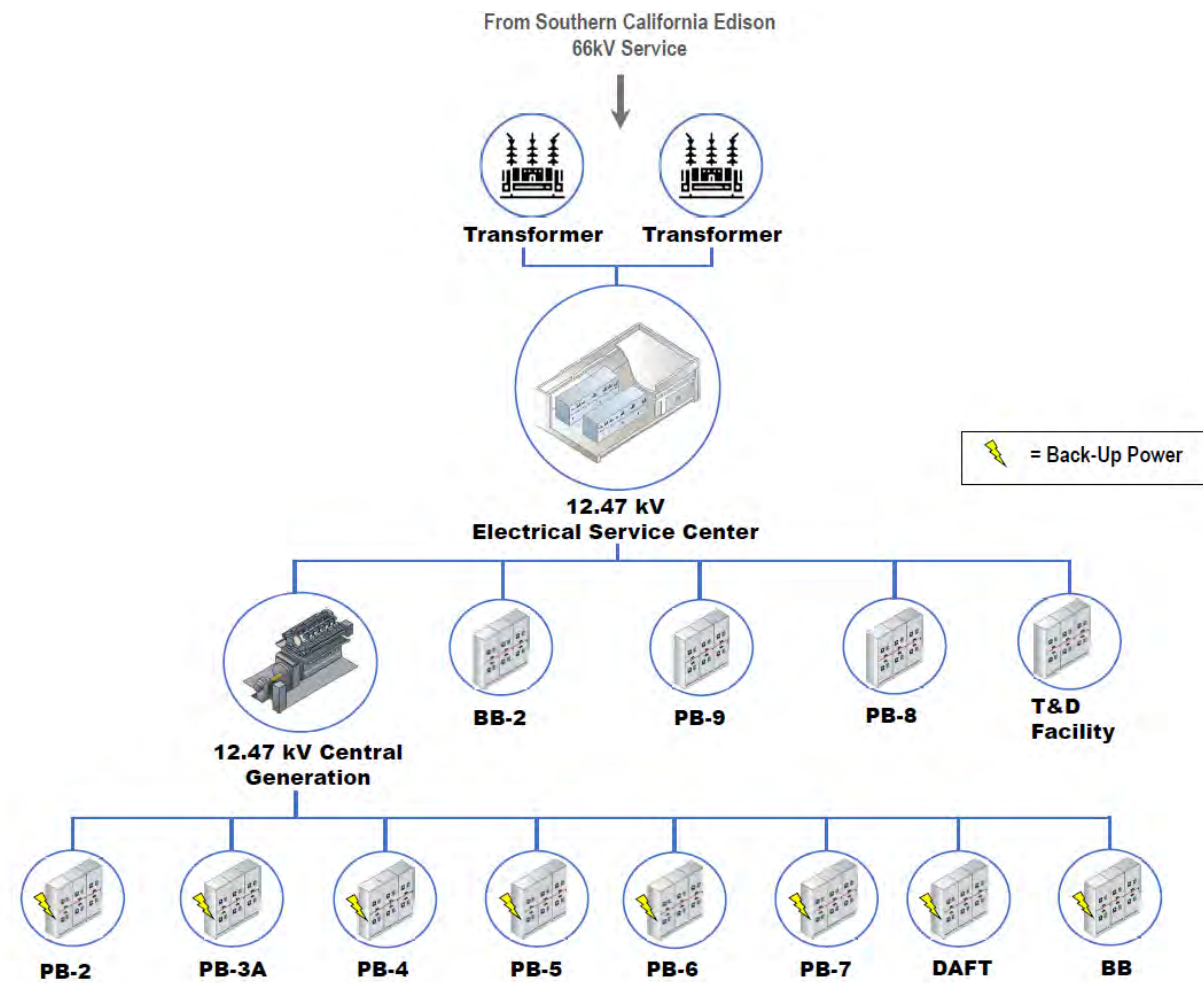 From Southern California Edison
66kV Service
Transformer
Transformer
12.47 kV
Electrical Service Center
= Back-Up Power
BB-2
PB-9
PB-8
T&D
Facility
12.47 kV Central
Generation
PB-2
PB-3A
PB-4
PB-5
PB-6
PB-7
DAFT
BB